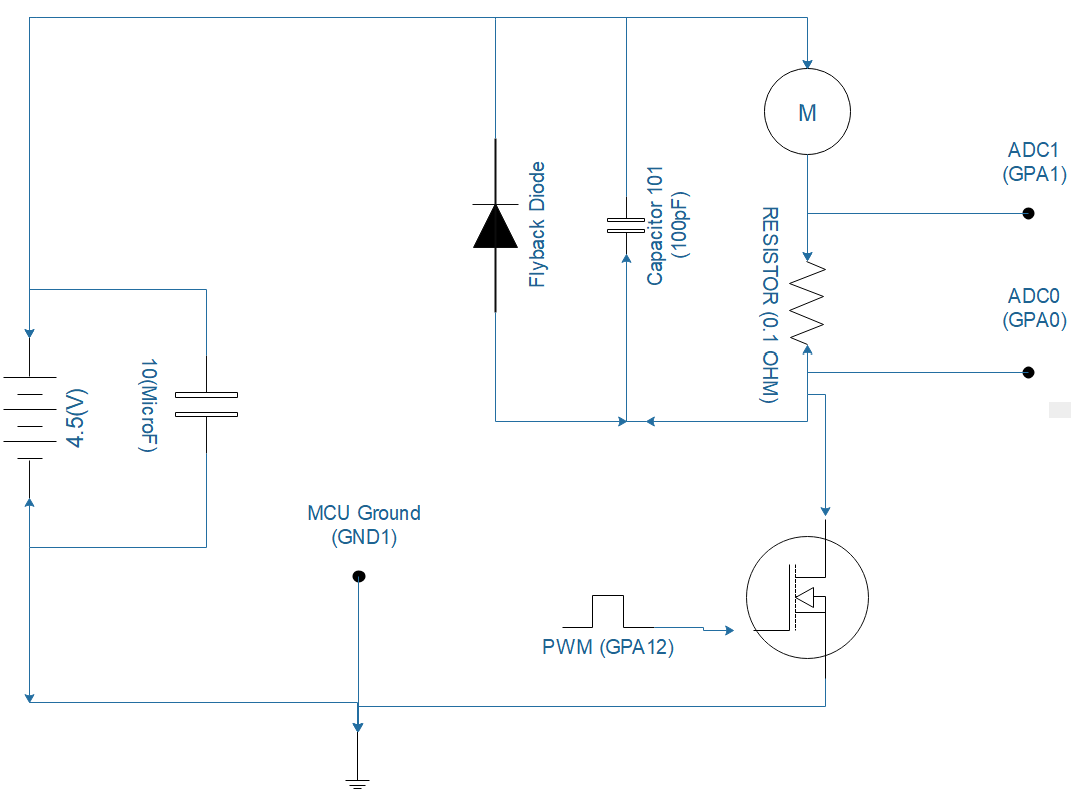 M
ADC1
(GPA1)
Flyback Diode
Capacitor 101
(100pF)
RESISTOR (0.1 OHM)
ADC0
(GPA0)
10(MicroF)
4.5(V)
MCU Ground
(GND1)
PWM (GPA12)